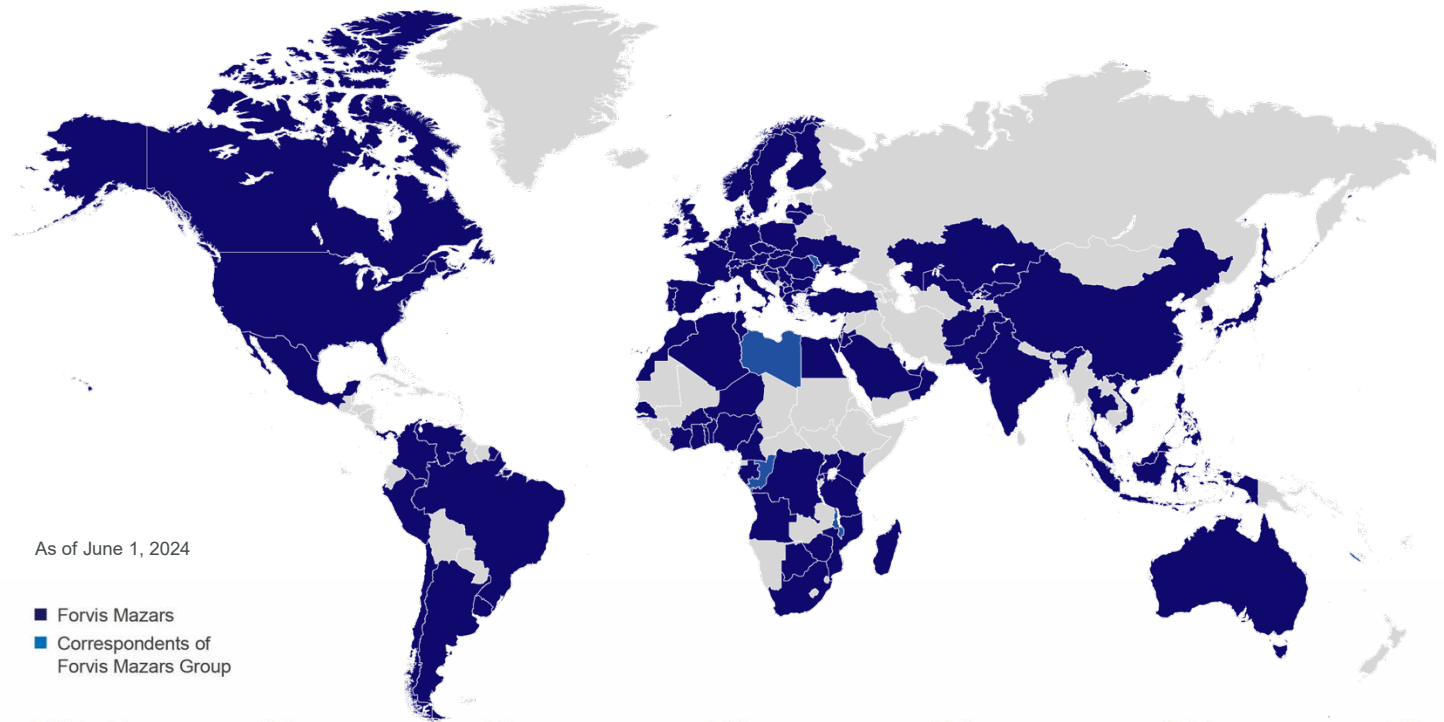 As of June 1, 2024
Forvis Mazars
Correspondents of
Forvis Mazars Group